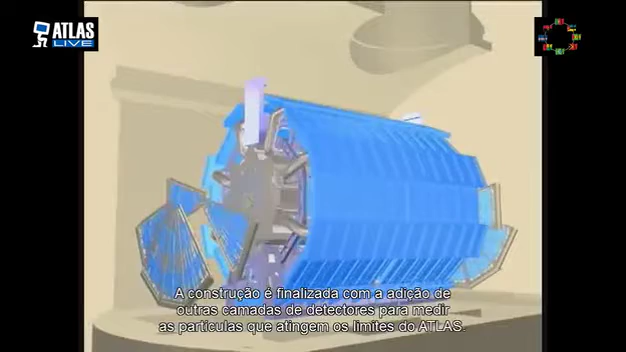 ATLAS
LIVE
A construção é finalizada com a adição de
outras camadas de detectores para medir
as partículas que atingem os limites do ATLAS.